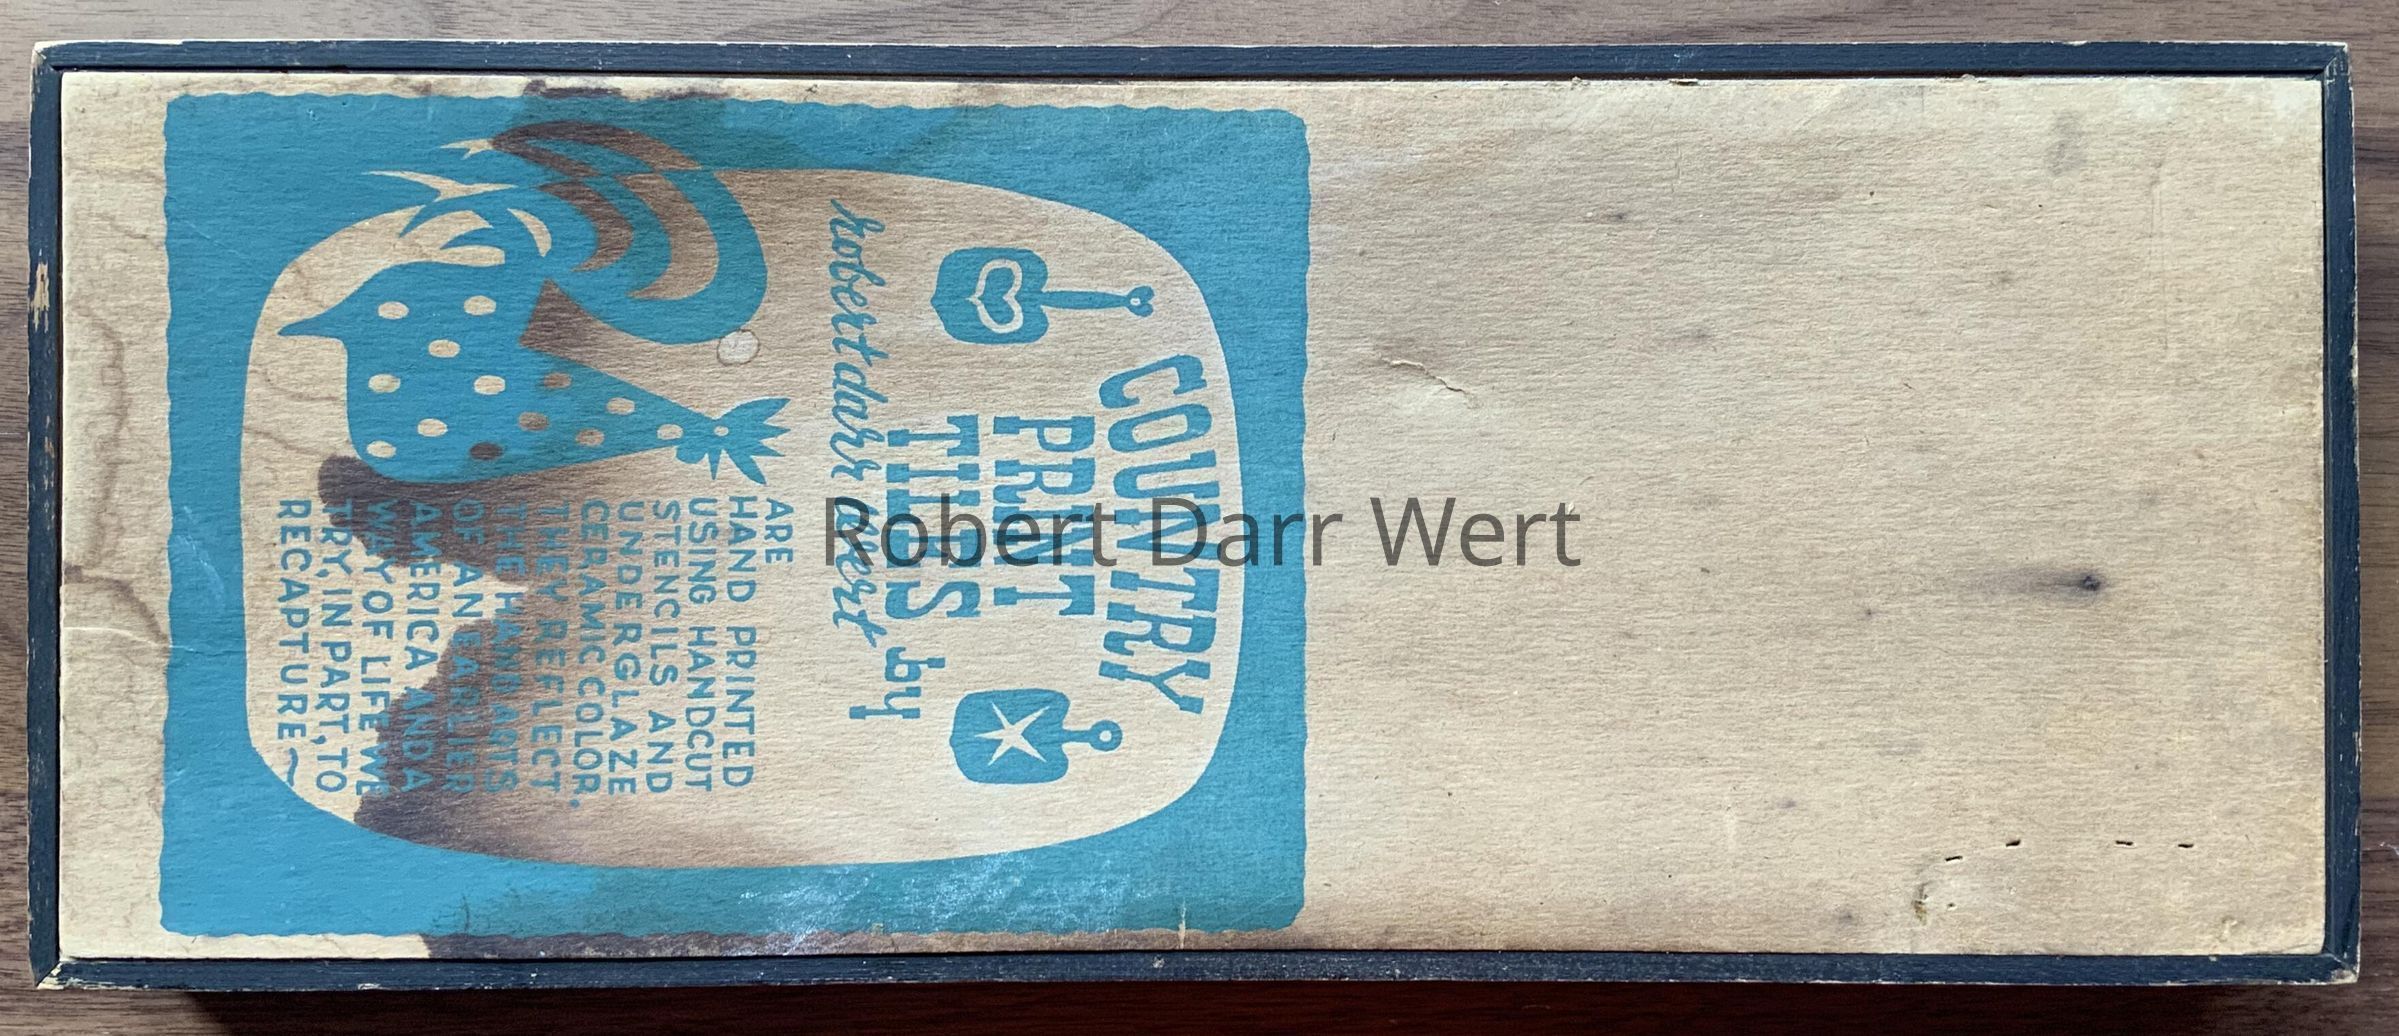 COUNTRY
PRINT
TILES by
robert darr wert
ARE
HAND PRINTED
USING HANDCUT
STENCILS AND
UNDERGLAZE
CERAMIC COLOR.
THEY REFLECT
THE HAND ARTS
OF AN EARLIER
AMERICA AND A
WAY OF LIFE WE
TRY, IN PART, TO
RECAPTURE~
Robert Darr Wert